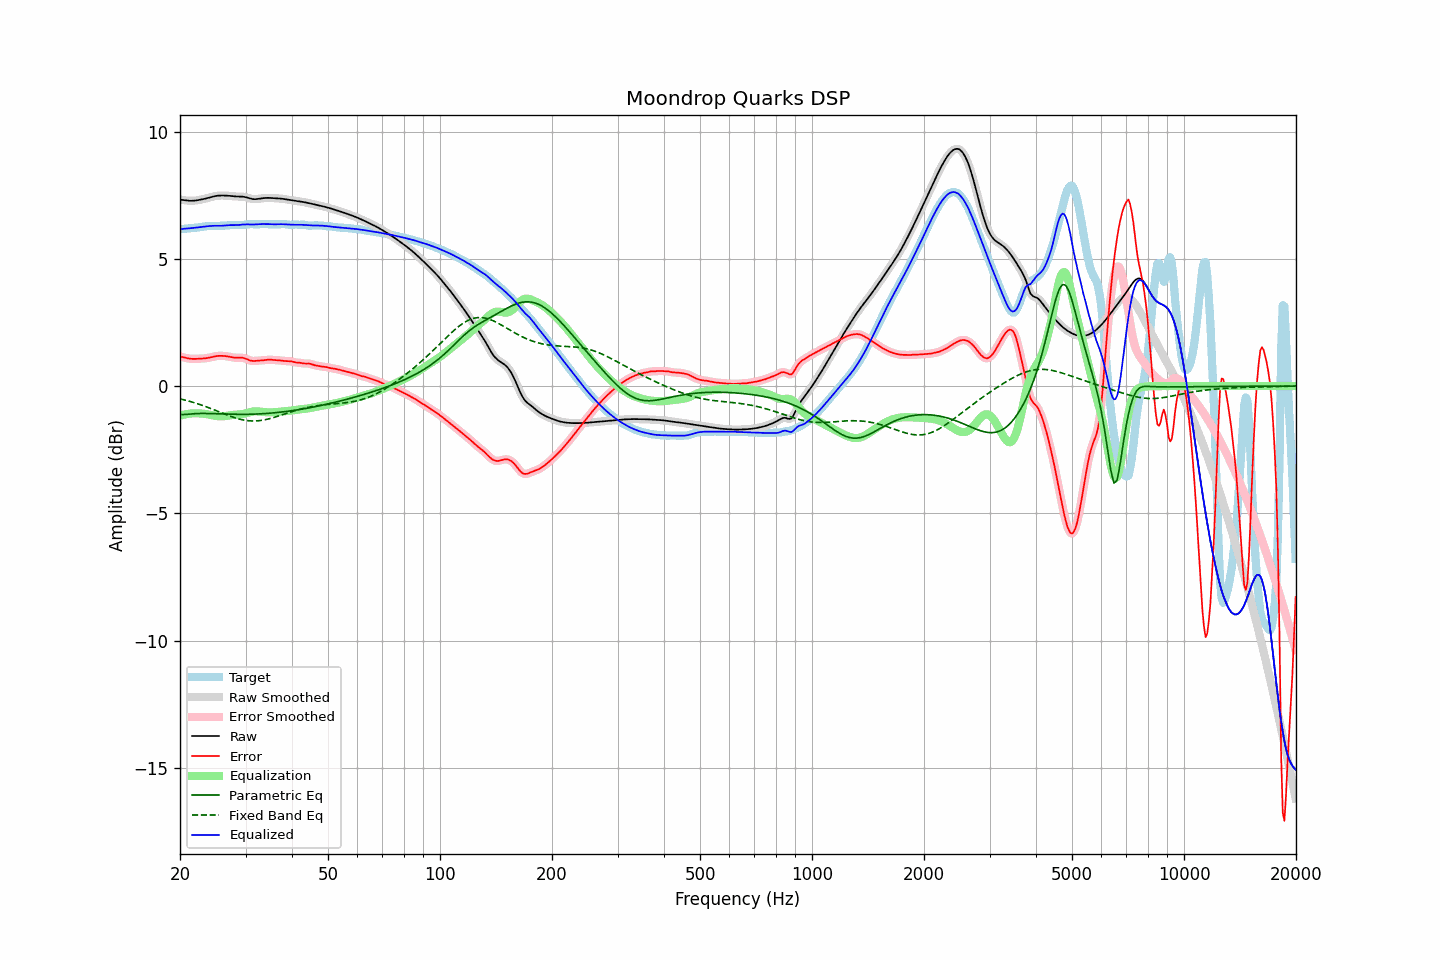 Moondrop Quarks DSP
10
5
0
−5
−10
−15
Amplitude (dBr)
Target
Raw Smoothed
Error Smoothed
Raw
Error
Equalization
Parametric Eq
Fixed Band Eq
Equalized
20 50 100 200 500 1000 2000 5000 10000 20000
Frequency (Hz)